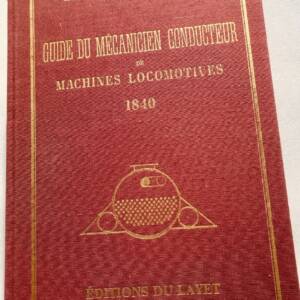 GUIDE DU MÉCANICIEN CONDUCTEUR
DE
MACHINES LOCOMOTIVES
1840
ÉDITIONS DU LAYET